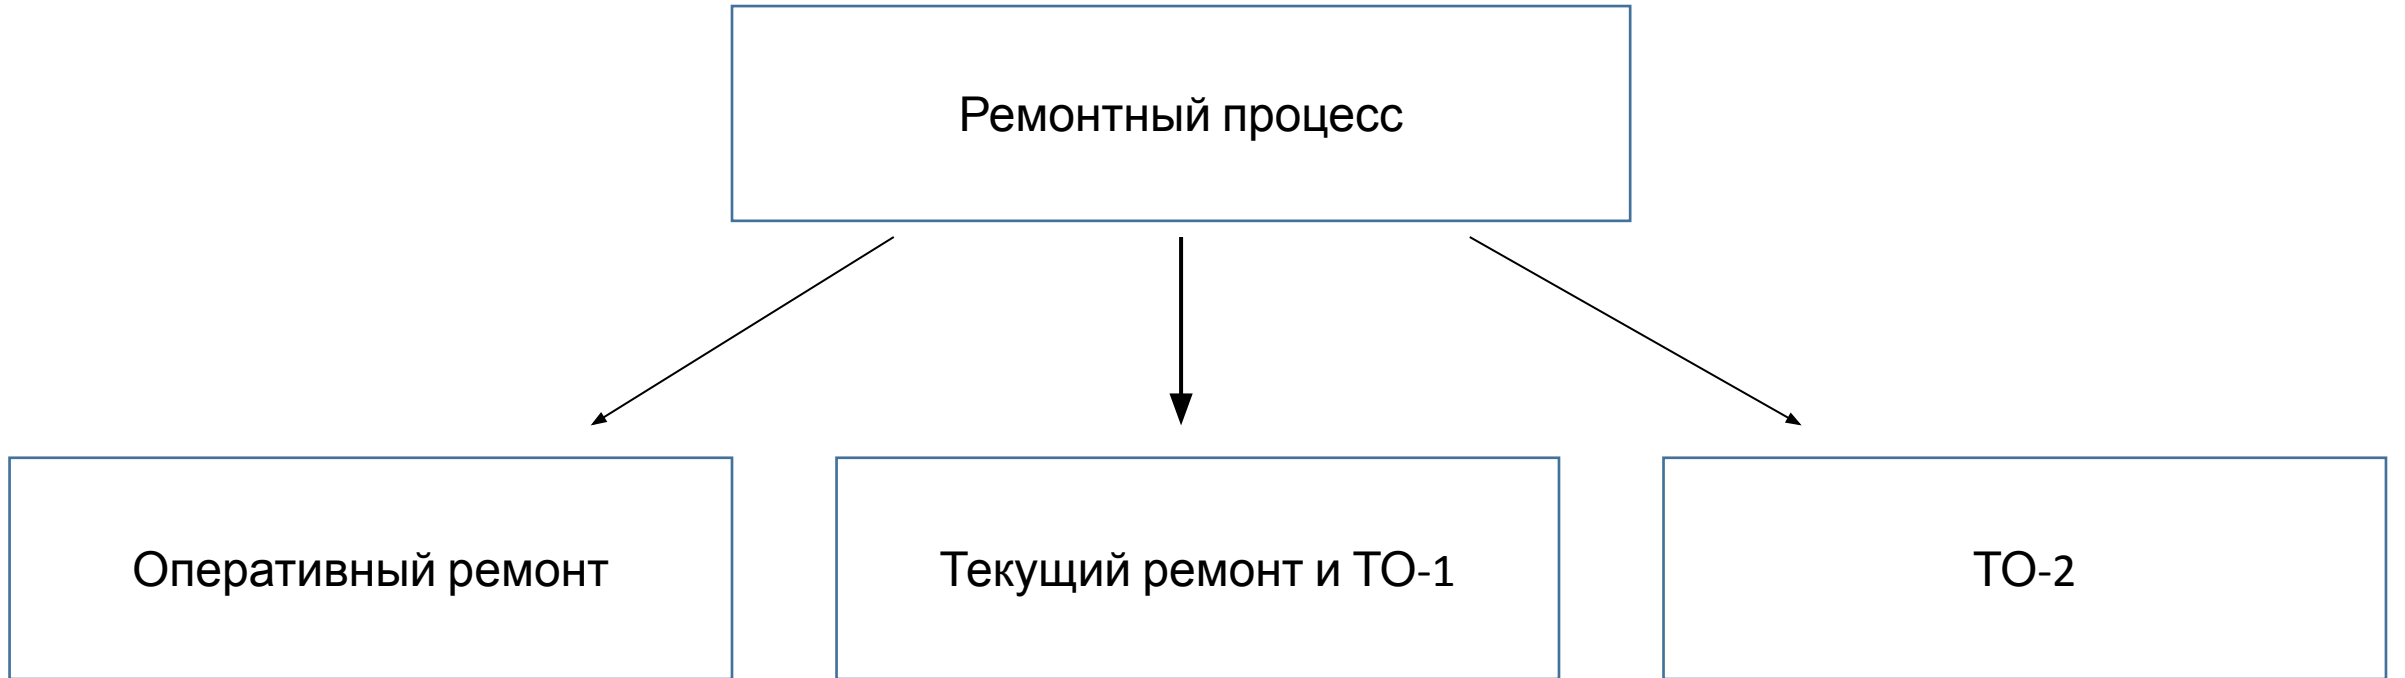 Ремонтный процесс
Оперативный ремонт
Текущий ремонт и ТО-1
ТО-2